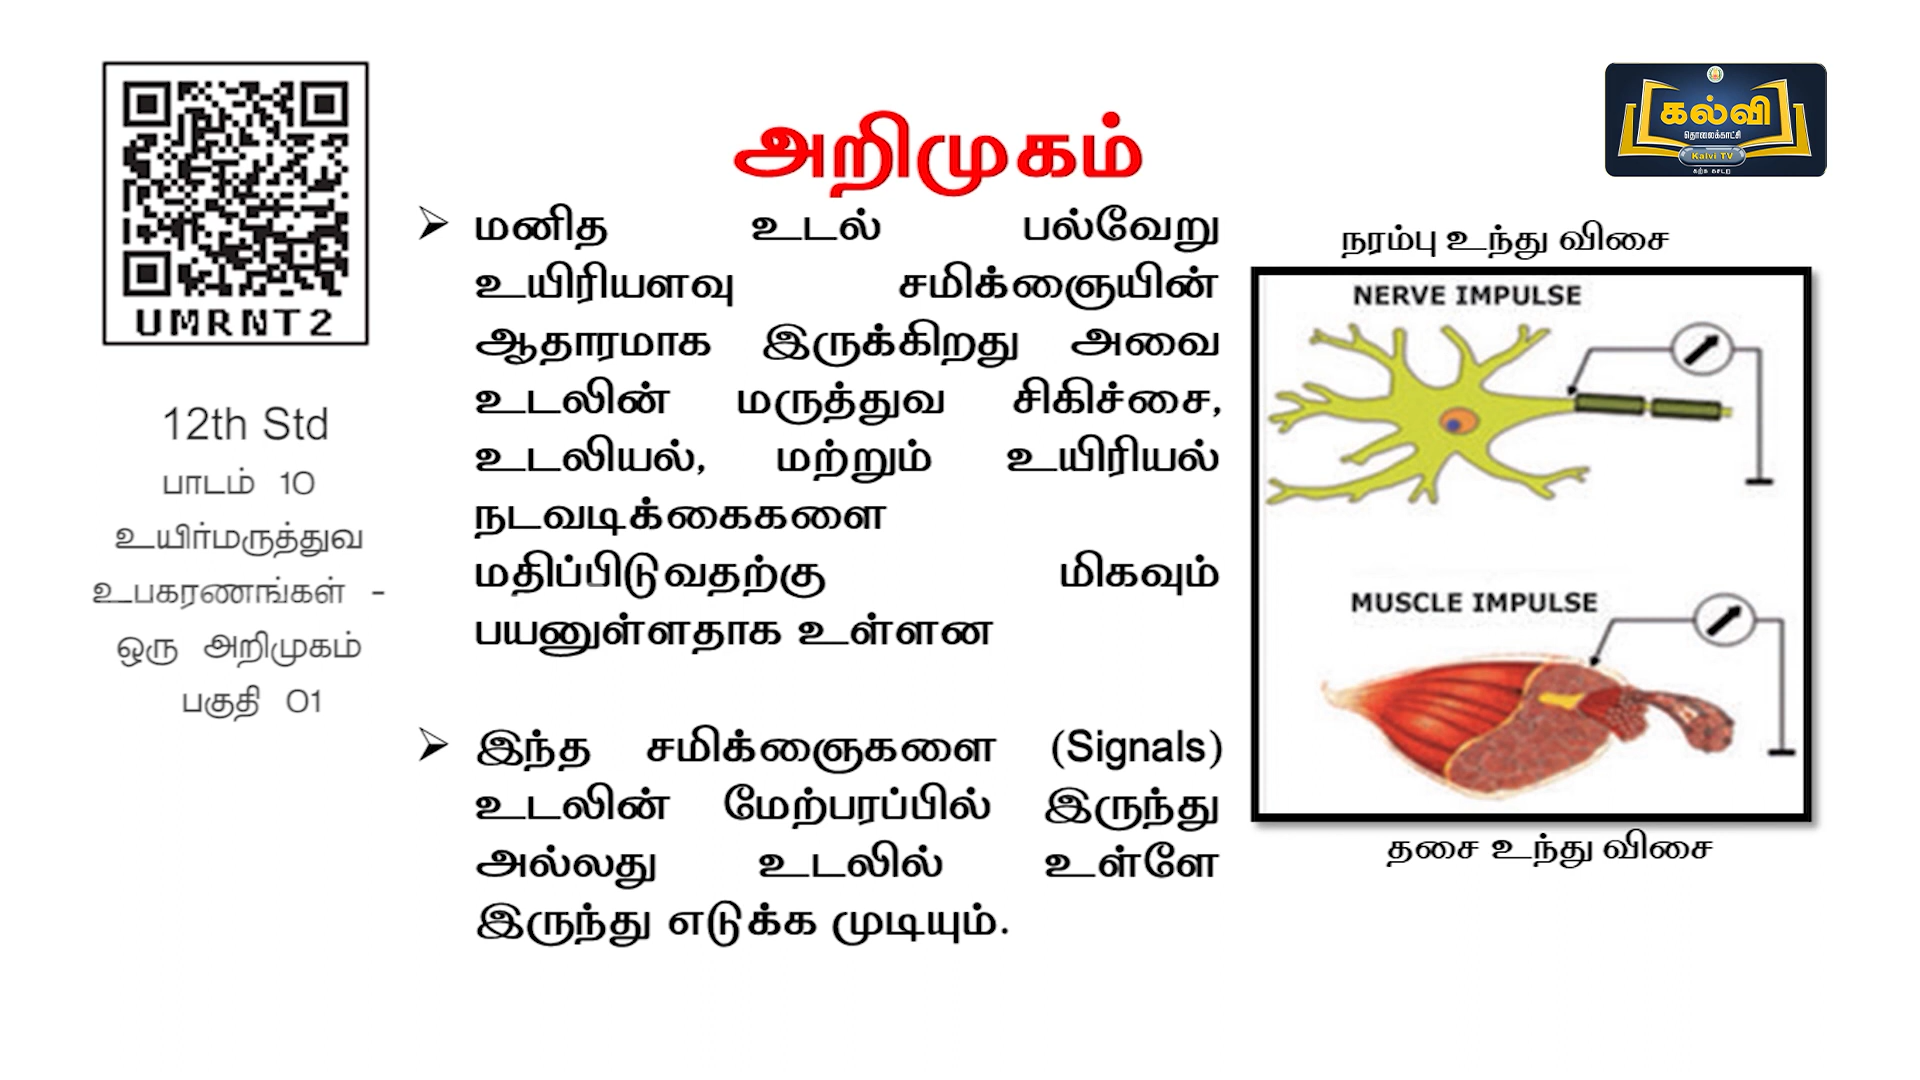 UMRNT2
12th Std
பாடம் 10
உயிர்மருத்துவ
உபகரணங்கள் -
ஒரு அறிமுகம்
பகுதி 01
அறிமுகம்
➢ மனித உடல் பல்வேறு
உயிரியளவு சமிக்ஞையின்
ஆதாரமாக இருக்கிறது அவை
உடலின் மருத்துவ சிகிச்சை,
உடலியல், மற்றும் உயிரியல்
நடவடிக்கைகளை
மதிப்பிடுவதற்கு மிகவும்
பயனுள்ளதாக உள்ளன
➢ இந்த சமிக்ஞைகளை (Signals)
உடலின் மேற்பரப்பில் இருந்து
அல்லது உடலில் உள்ளே
இருந்து எடுக்க முடியும்.
கல்வி
தொலைக்காட்சி
Kalvi TV
கற்க கசடற
நரம்பு உந்து விசை
NERVE IMPULSE
MUSCLE IMPULSE
தசை உந்து விசை